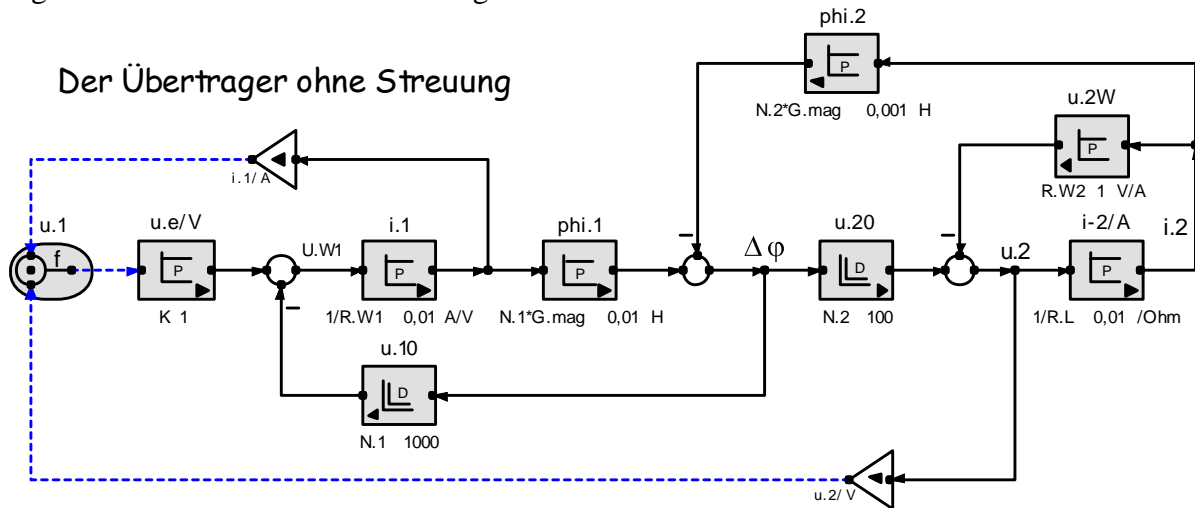 phi.2
Der Übertrager ohne Streuung
P
N.2*G.mag 0,001 H
u.2W
P
i.1/ A
R.W2 1 V/A
u.1
u.e/V
i.1
phi.1
u.20
i-2/ A
i.2
f
U.W1
Δ φ
u.2
P
P
P
D
P
K 1
1/R.W1 0,01 A/V
N.1*G.mag 0,01 H
N.2 100
1/R.L 0,01 /Ohm
u.10
D
N.1 1000
u.2/ V